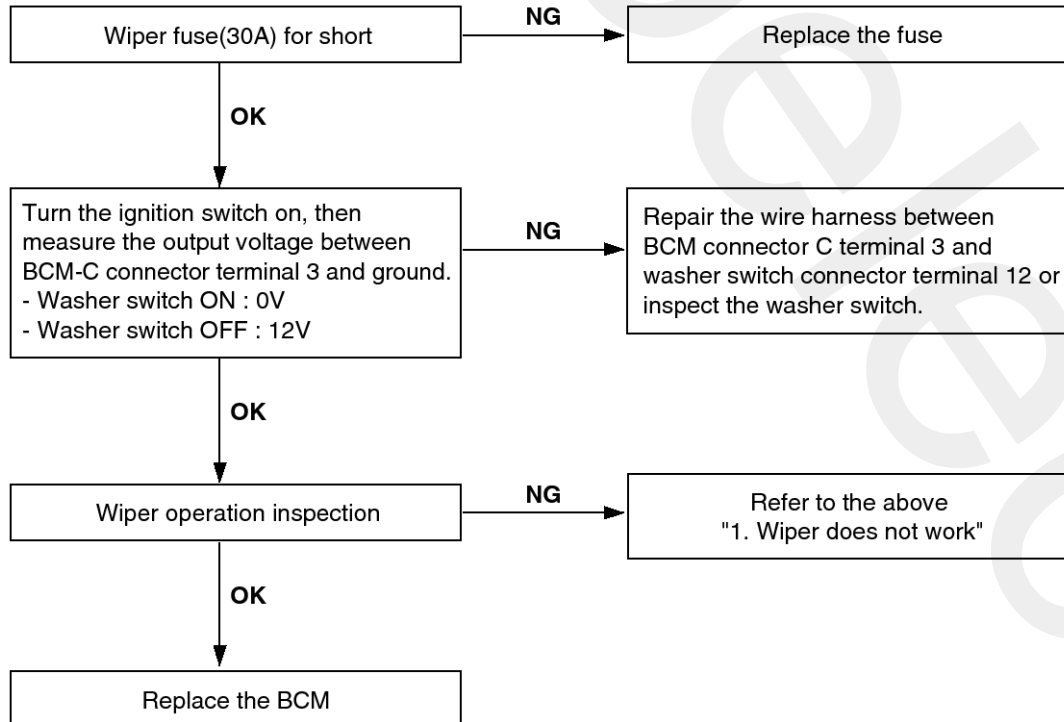 Wiper fuse(30A) for short
NG
Replace the fuse
OK
Turn the ignition switch on, then
measure the output voltage between
BCM-C connector terminal 3 and ground.
- Washer switch ON : 0V
- Washer switch OFF : 12V
NG
Repair the wire harness between
BCM connector C terminal 3 and
washer switch connector terminal 12 or
inspect the washer switch.
OK
Wiper operation inspection
NG
Refer to the above
"1. Wiper does not work"
OK
Replace the BCM